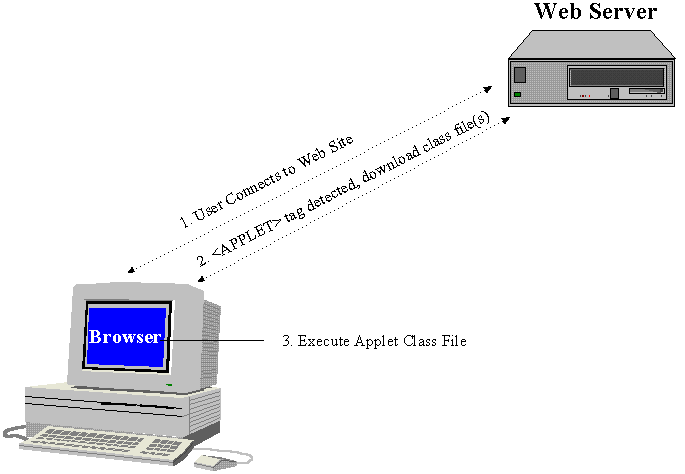 Web Server
1. User Connects to Web Site
2. <APPLET> tag detected, download class file(s)
Browser
3. Execute Applet Class File